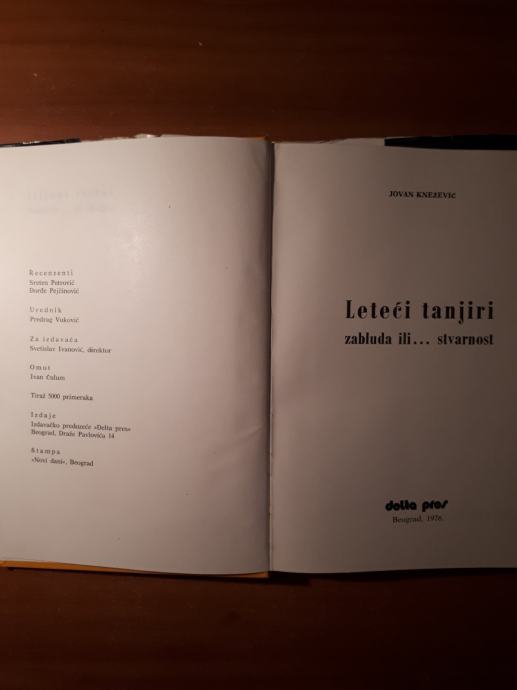 Recenzenti
Sreten Petrović
Đorđe Pejčinović
Urednik
Predrag Vuković
Za izdavača
Svetislav Ivanović, direktor
Omot
Ivan Čulum
Tiraž 5000 primeraka
Izdaje
Izdavačko preduzeće »Delta pres«
Beograd, Draže Pavlovića 14
Štampa
»Novi dani«, Beograd
JOVAN KNEŽEVIĆ
Leteći tanjiri
zabluda ili... stvarnost
delta pres
Beograd, 1976.